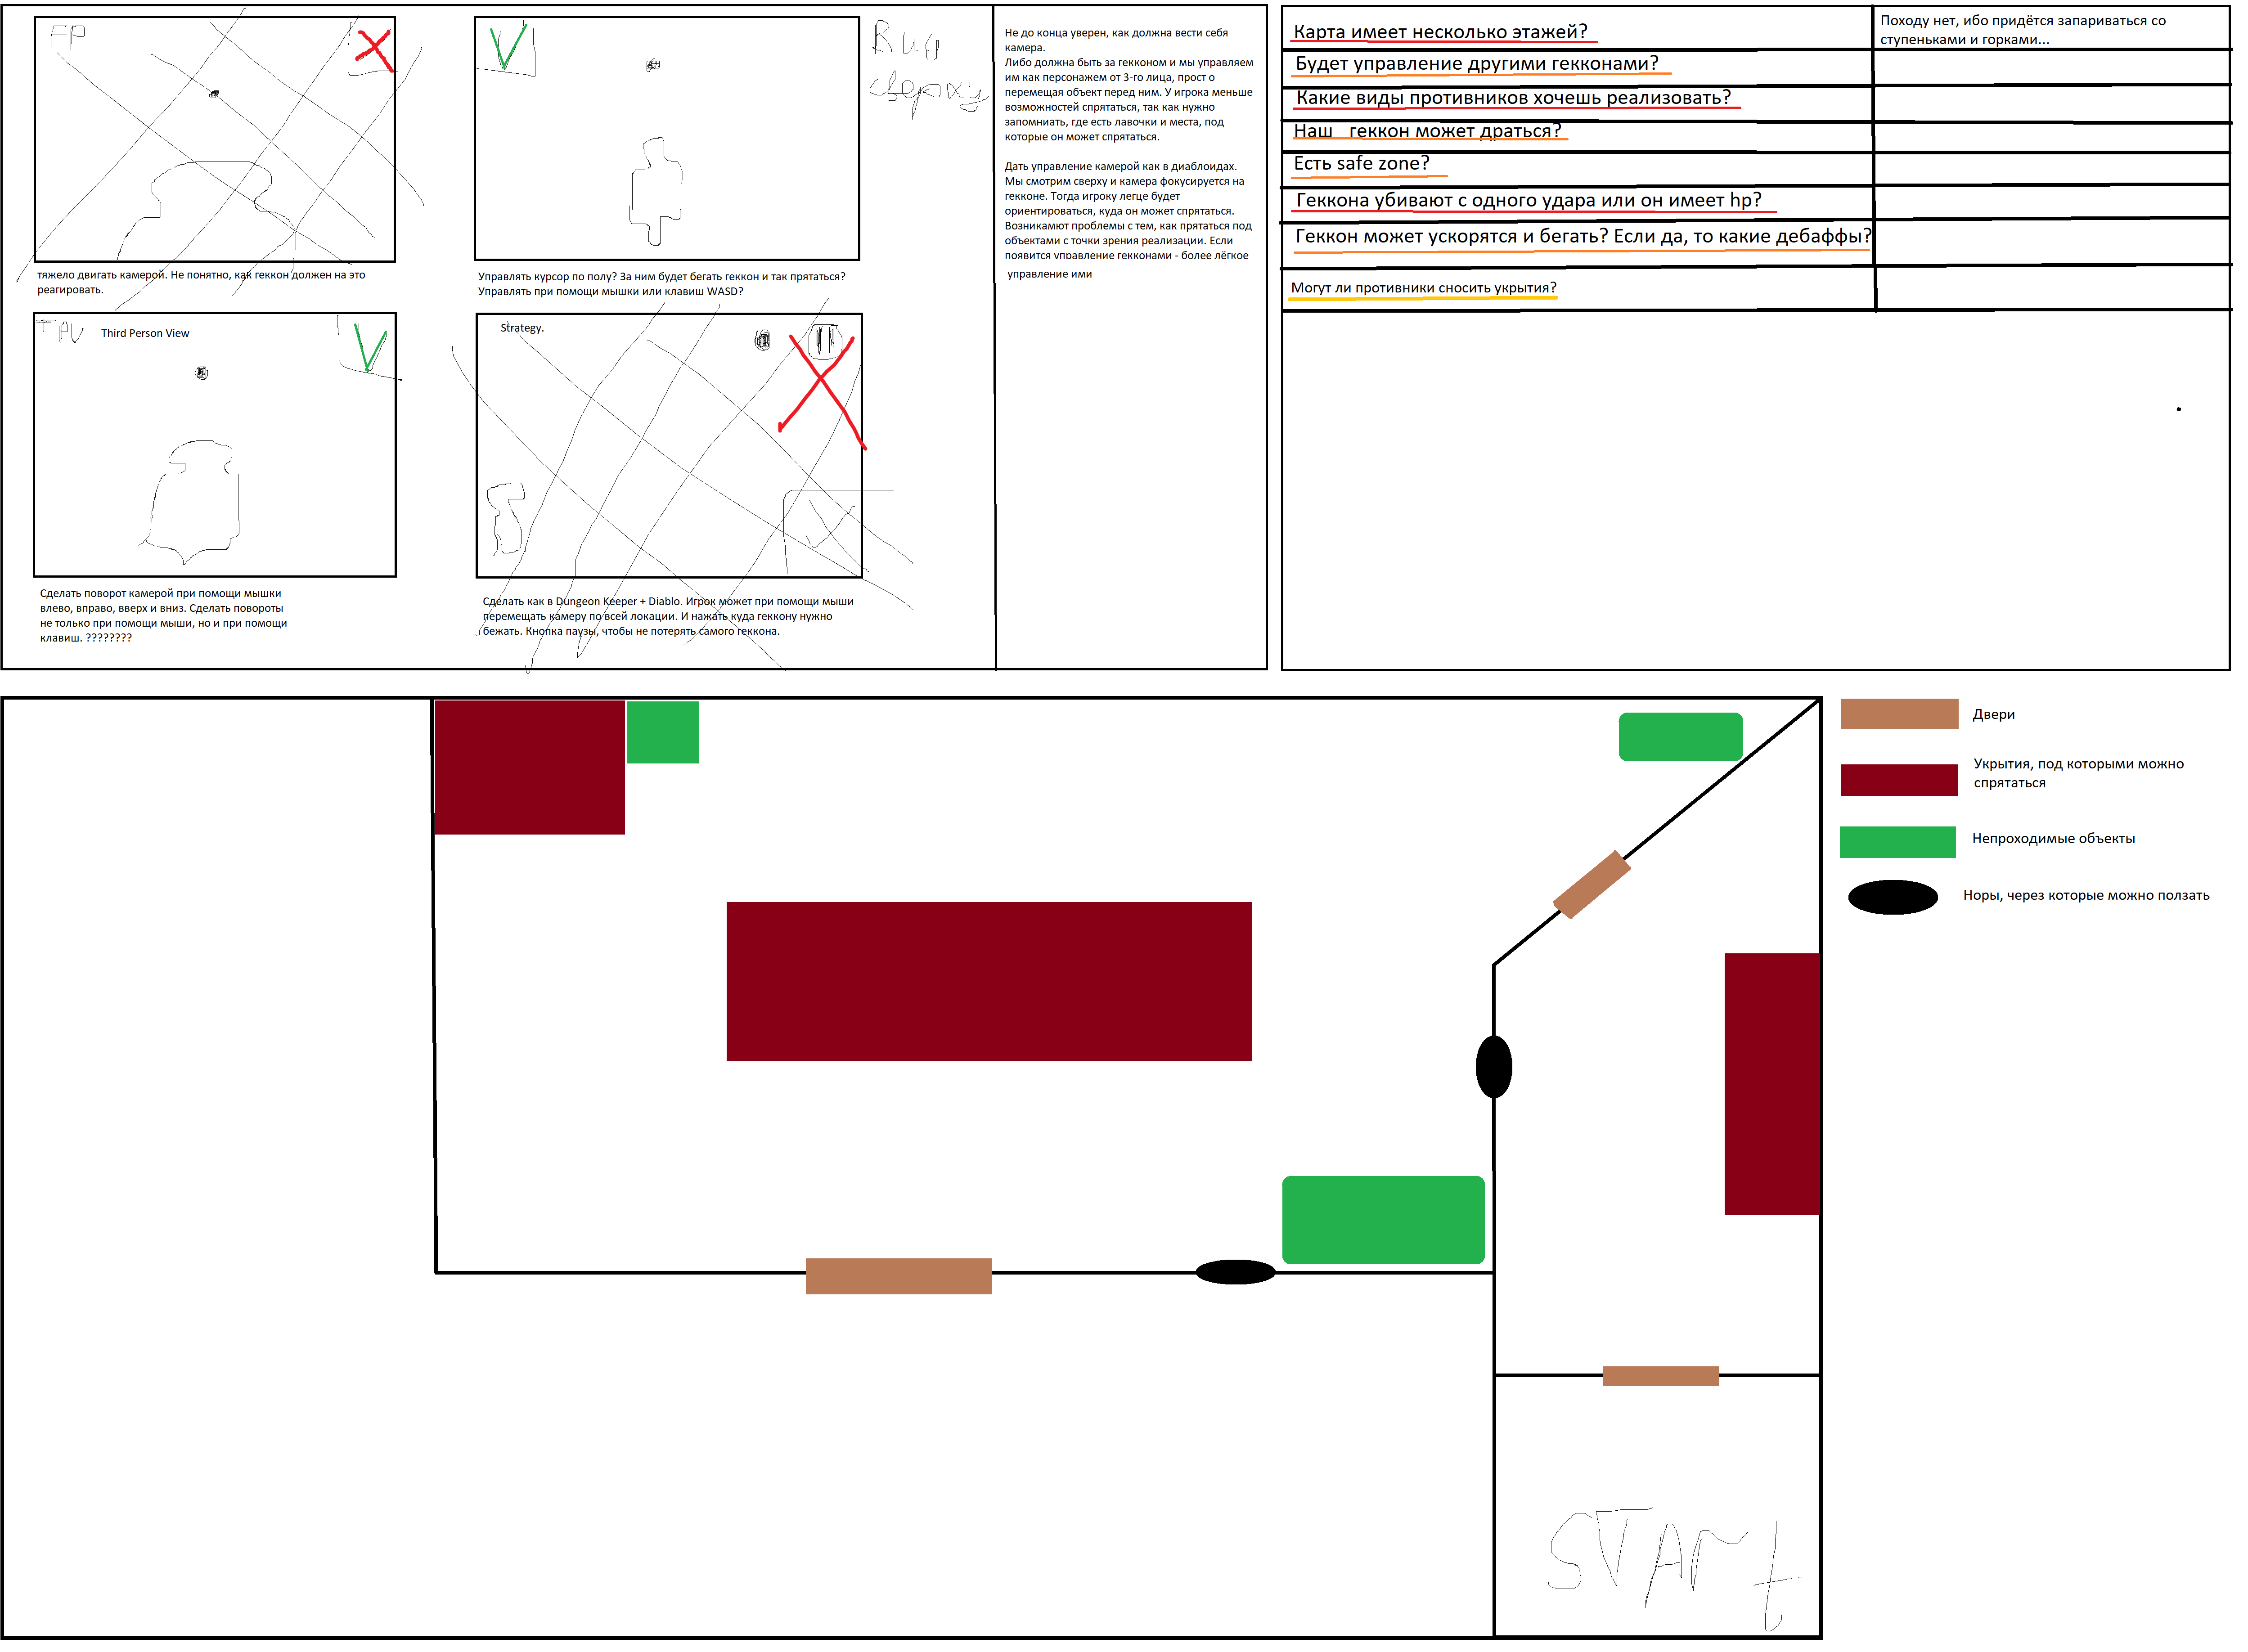 FP
тяжело двигать камерой. Не понятно, как геккон должен на это
реагировать.
Вид
сверху
Управлять курсор по полу? За ним будет бегать геккон и так прятаться?
Управлять при помощи мышки или клавиш WASD?
TPV
Third Person View
Сделать поворот камерой при помощи мышки
влево, вправо, вверх и вниз. Сделать повороты
не только при помощи мыши, но и при помощи
клавиш. ????????
Strategy.
Сделать как в Dungeon Keeper + Diablo. Игрок может при помощи мыши
перемещать камеру по всей локации. И нажать куда геккону нужно
бежать. Кнопка паузы, чтобы не потерять самого геккона.
Не до конца уверен, как должна вести себя
камера.
Либо должна быть за гекконом и мы управляем
им как персонажем от 3-го лица, прост о
перемещая объект перед ним. У игрока меньше
возможностей спрятаться, так как нужно
запомниать, где есть лавочки и места, под
которые он может спрятаться.
Дать управление камерой как в диаблоидах.
Мы смотрим сверху и камера фокусируется на
гекконе. Тогда игроку легце будет
ориентироваться, куда он может спрятаться.
Возникамют проблемы с тем, как прятаться под
объектами с точки зрения реализации. Если
появится управление гекконами - более лёгкое
управление ими
Карта имеет несколько этажей?
Походу нет, ибо придётся запариваться со
ступеньками и горками...
Будет управление другими гекконами?
Какие виды противников хочешь реализовать?
Наш геккон может драться?
Есть safe zone?
Геккона убивают с одного удара или он имеет hp?
Геккон может ускорятся и бегать? Если да, то какие дебаффы?
Могут ли противники сносить укрытия?
Двери
Укрытия, под которыми можно
спрятаться
Непроходимые объекты
Норы, через которые можно ползать
START